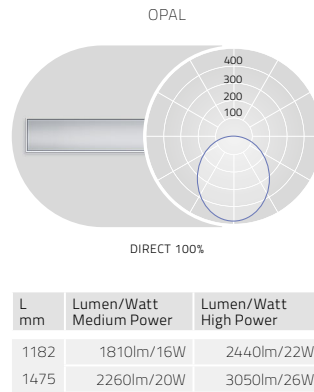 OPAL
400
300
200
100
DIRECT 100%
L
mm
Lumen/Watt
Medium Power
Lumen/Watt
High Power
1182 1810lm/16W 2440lm/22W
1475 2260lm/20W 3050lm/26W